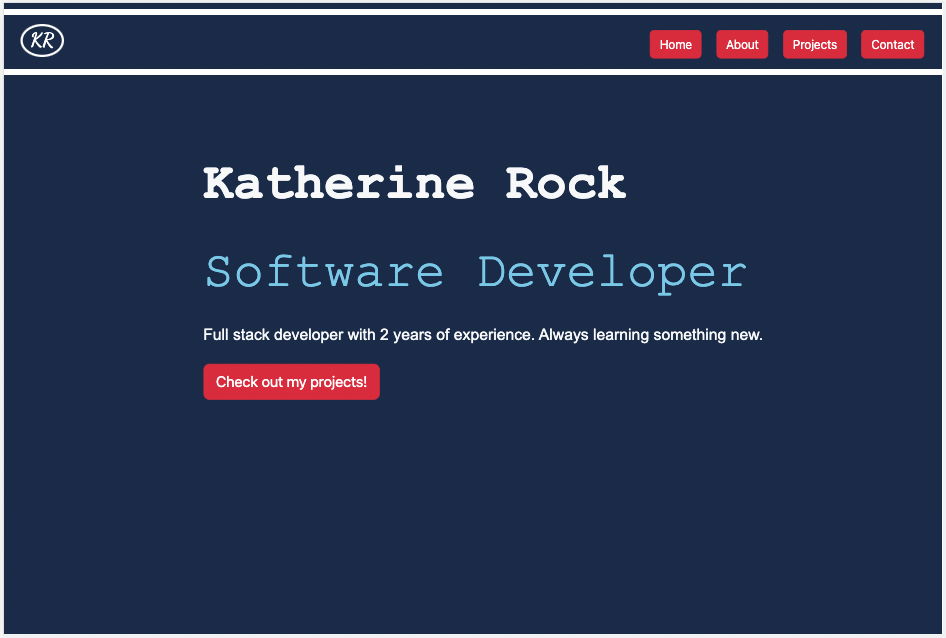 KR
Home About Projects Contact
Katherine Rock
Software Developer
Full stack developer with 2 years of experience. Always learning something new.
Check out my projects!